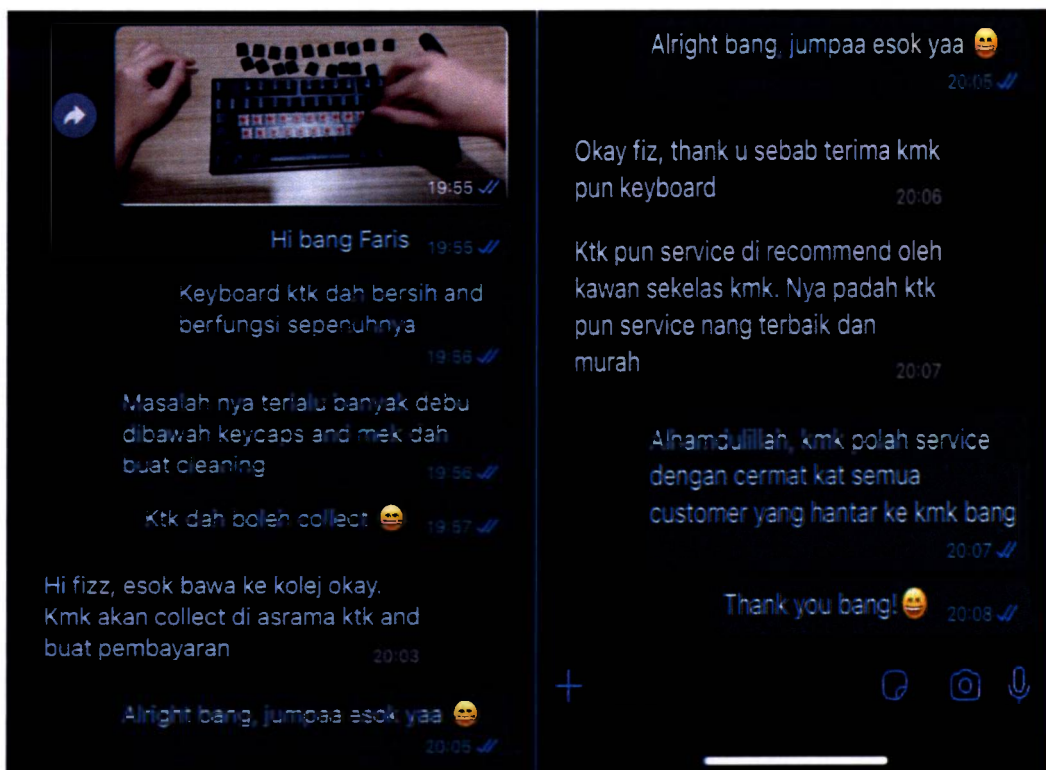 19:55
Hi bang Faris 19:55
Keyboard ktk dah bersih and
berfungsi sepenuhnya
19:56
Masalah nya terlalu banyak debu
dibawah keycaps and mek dah
buat cleaning
19:56
Ktk dah boleh collect 😄 19:57
Hi fizz, esok bawa ke kolej okay.
Kmk akan collect di asrama ktk and
buat pembayaran
20:03
Alright bang, jumpaa esok yaa 😄
20:05
Alright bang, jumpaa esok yaa 😄
20:05
Okay fiz, thank u sebab terima kmk
pun keyboard
20:06
Ktk pun service di recommend oleh
kawan sekelas kmk. Nya padah ktk
pun service nang terbaik dan
murah
20:07
Alhamdulillah, kmk polah service
dengan cermat kat semua
customer yang hantar ke kmk bang
20:07
Thank you bang!😄 20:08